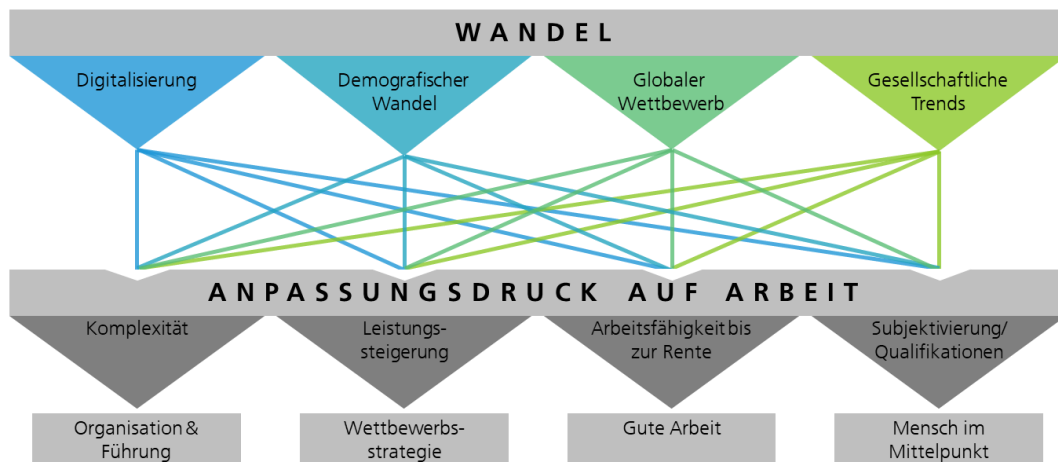 WANDEL
Digitalisierung
Demografischer
Wandel
Globaler
Wettbewerb
Gesellschaftliche
Trends
ANPASSUNGSDRUCK AUF ARBEIT
Komplexität
Leistungs-
steigerung
Arbeitsfähigkeit bis
zur Rente
Subjektivierung/
Qualifikationen
Organisation &
Führung
Wettbewerbs-
strategie
Gute Arbeit
Mensch im
Mittelpunkt